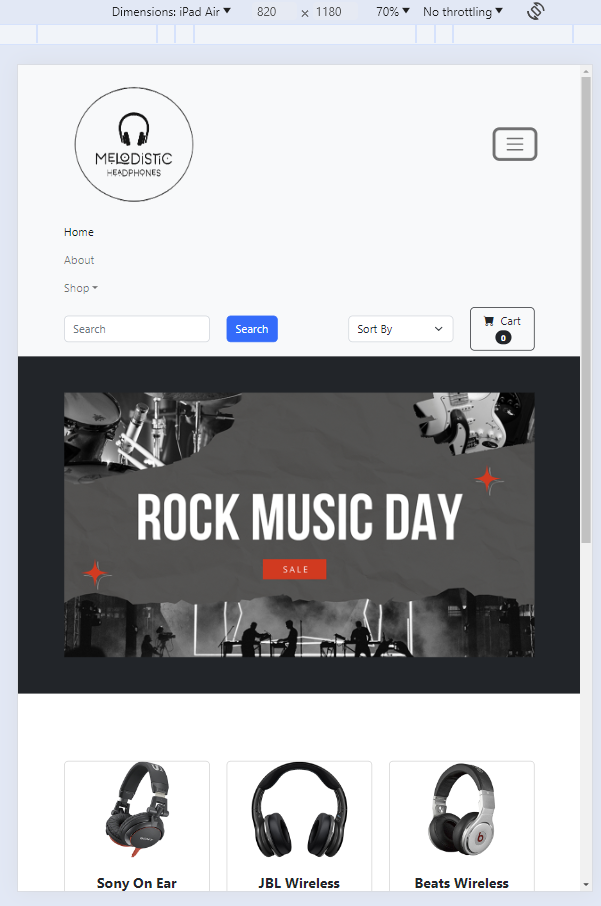 Dimensions: iPad Air 820 × 1180 70% No throttling
MELODISTIC
HEADPHONES
Home
About
Shop
Search Search Sort By Cart
0
ROCK MUSIC DAY
SALE
SONY
Sony On Ear JBL Wireless Beats Wireless